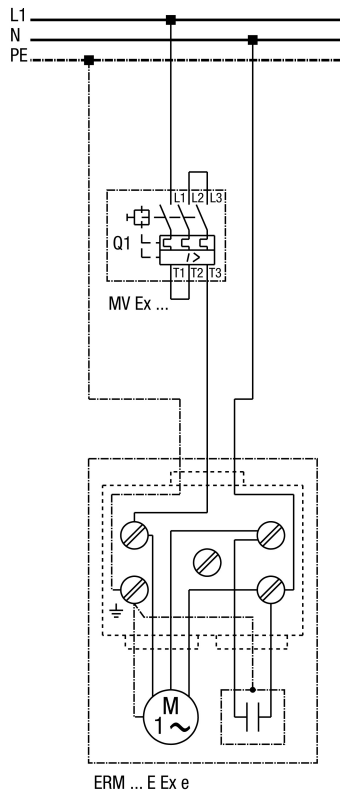 L1
N
PE
L1 L2 L3
Q1
I >
T1 T2 T3
MV Ex ...
M
1 ~
ERM ... E Ex e